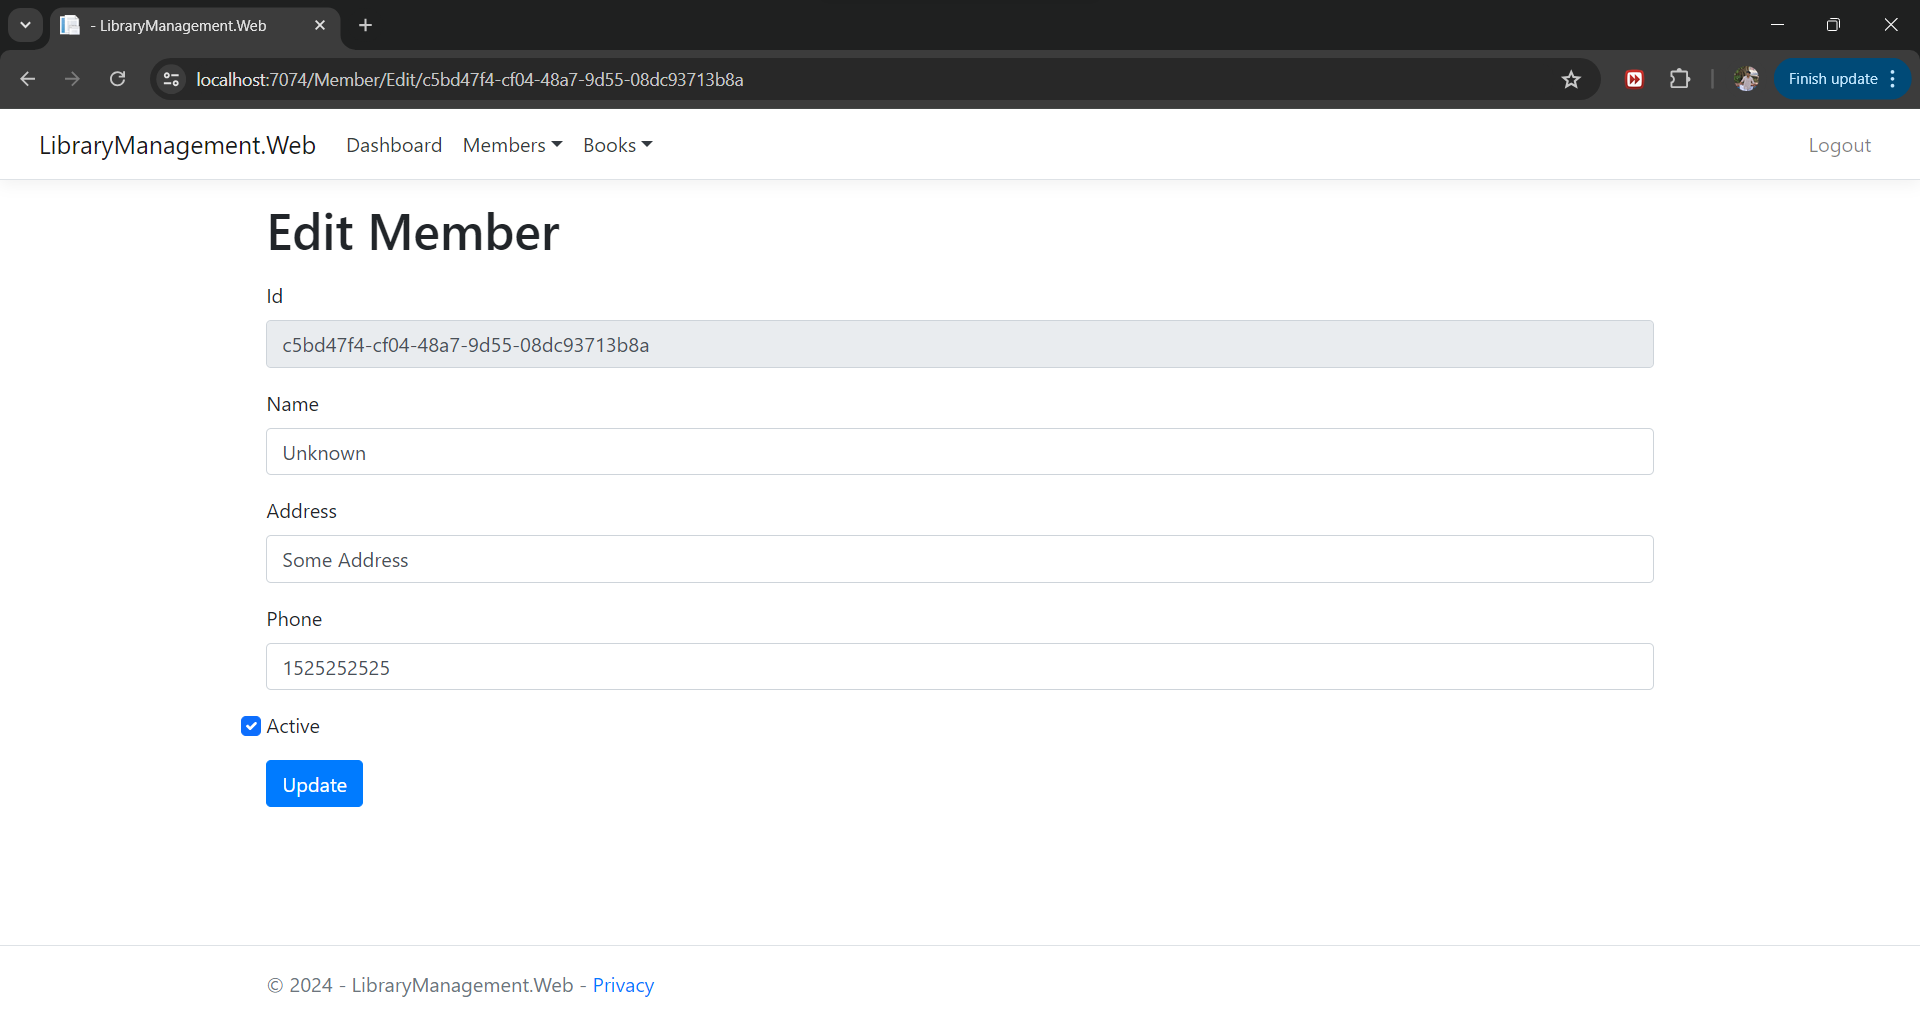 - LibraryManagement.Web
localhost:7074/Member/Edit/c5bd47f4-cf04-48a7-9d55-08dc93713b8a
Finish update
LibraryManagement.Web Dashboard Members Books Logout
Edit Member
Id
c5bd47f4-cf04-48a7-9d55-08dc93713b8a
Name
Unknown
Address
Some Address
Phone
1525252525
Active
Update
© 2024 - LibraryManagement.Web - Privacy